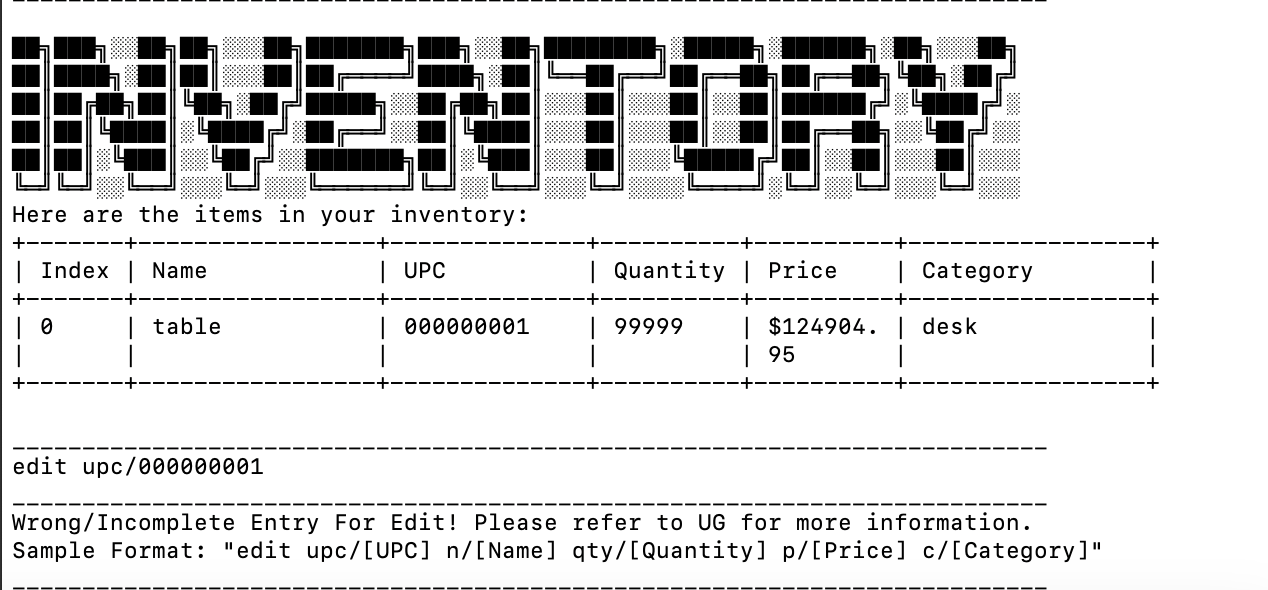 INVENTORY
Here are the items in your inventory:
+-------+-----------------+--------------+----------+----------+-----------------+
| Index | Name            | UPC          | Quantity | Price    | Category        |
+-------+-----------------+--------------+----------+----------+-----------------+
| 0     | table           | 000000001    | 99999    | $124904. | desk            |
|       |                 |              |          | 95       |                 |
+-------+-----------------+--------------+----------+----------+-----------------+
edit upc/000000001
Wrong/Incomplete Entry For Edit! Please refer to UG for more information.
Sample Format: "edit upc/[UPC] n/[Name] qty/[Quantity] p/[Price] c/[Category]"